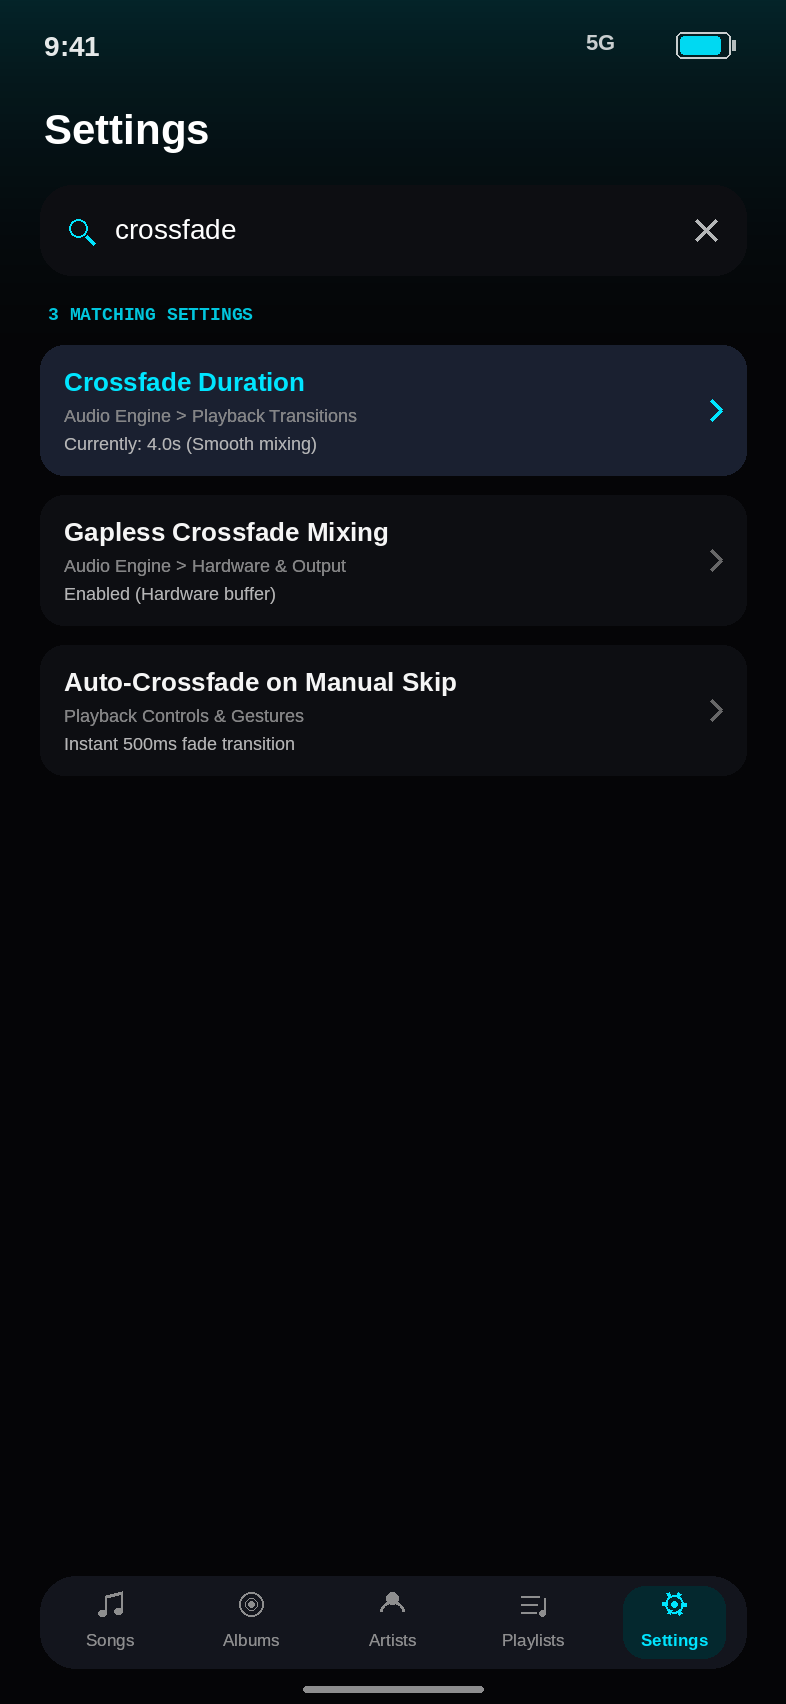 9:41
5G
Settings
crossfade
3 MATCHING SETTINGS
Crossfade Duration
Audio Engine > Playback Transitions
Currently: 4.0s (Smooth mixing)
Gapless Crossfade Mixing
Audio Engine > Hardware & Output
Enabled (Hardware buffer)
Auto-Crossfade on Manual Skip
Playback Controls & Gestures
Instant 500ms fade transition
Songs
Albums
Artists
Playlists
Settings